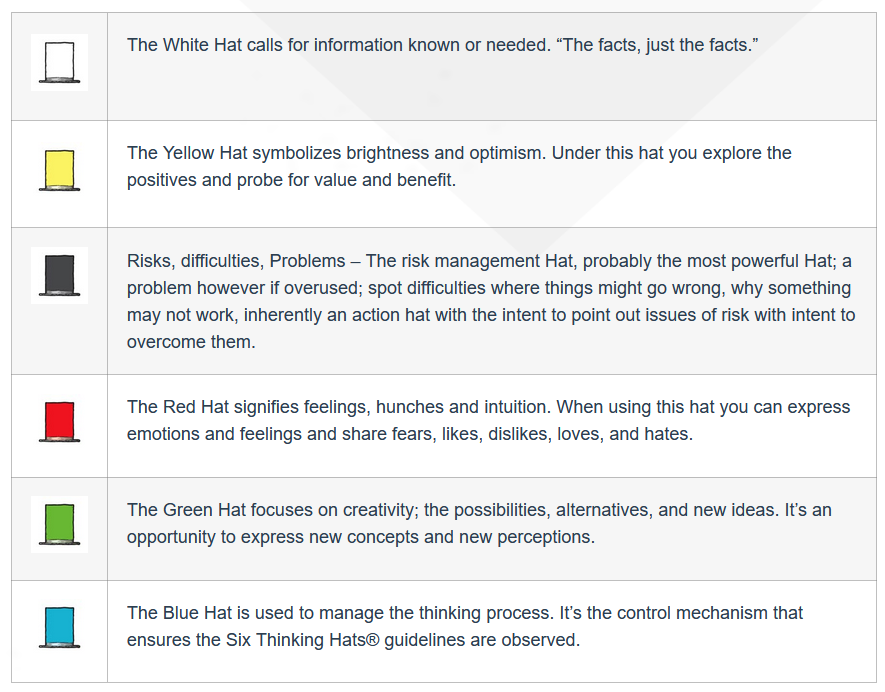 The White Hat calls for information known or needed. “The facts, just the facts.”
The Yellow Hat symbolizes brightness and optimism. Under this hat you explore the
positives and probe for value and benefit.
Risks, difficulties, Problems – The risk management Hat, probably the most powerful Hat; a
problem however if overused; spot difficulties where things might go wrong, why something
may not work, inherently an action hat with the intent to point out issues of risk with intent to
overcome them.
The Red Hat signifies feelings, hunches and intuition. When using this hat you can express
emotions and feelings and share fears, likes, dislikes, loves, and hates.
The Green Hat focuses on creativity; the possibilities, alternatives, and new ideas. It’s an
opportunity to express new concepts and new perceptions.
The Blue Hat is used to manage the thinking process. It’s the control mechanism that
ensures the Six Thinking Hats® guidelines are observed.